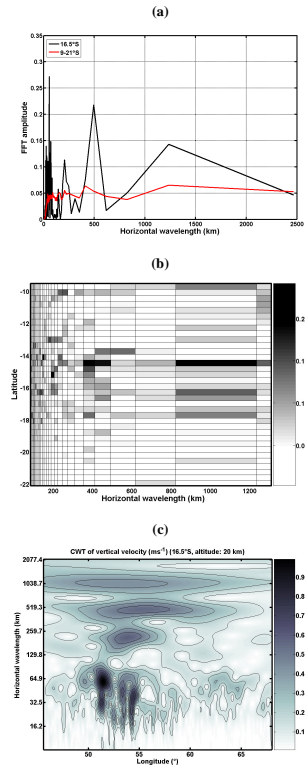 (a)
0.35
0.3
0.25
0.2
0.15
0.1
0.05
0
FFT amplitude
16.5°S
9-21°S
0 500 1000 1500 2000 2500
Horizontal wavelength (km)
(b)
-10
-12
-14
-16
-18
-20
-22
Latitude
200 400 600 800 1000 1200
Horizontal wavelength (km)
0.2
0.1
0.1
0.0
(c)
CWT of vertical velocity (ms⁻¹) (16.5°S, altitude: 20 km)
2077.4
1038.7
519.3
259.7
129.8
64.9
32.5
16.2
Horizontal wavelength (km)
50 55 60 65
Longitude (°)
0.9
0.8
0.7
0.6
0.5
0.4
0.3
0.2
0.1